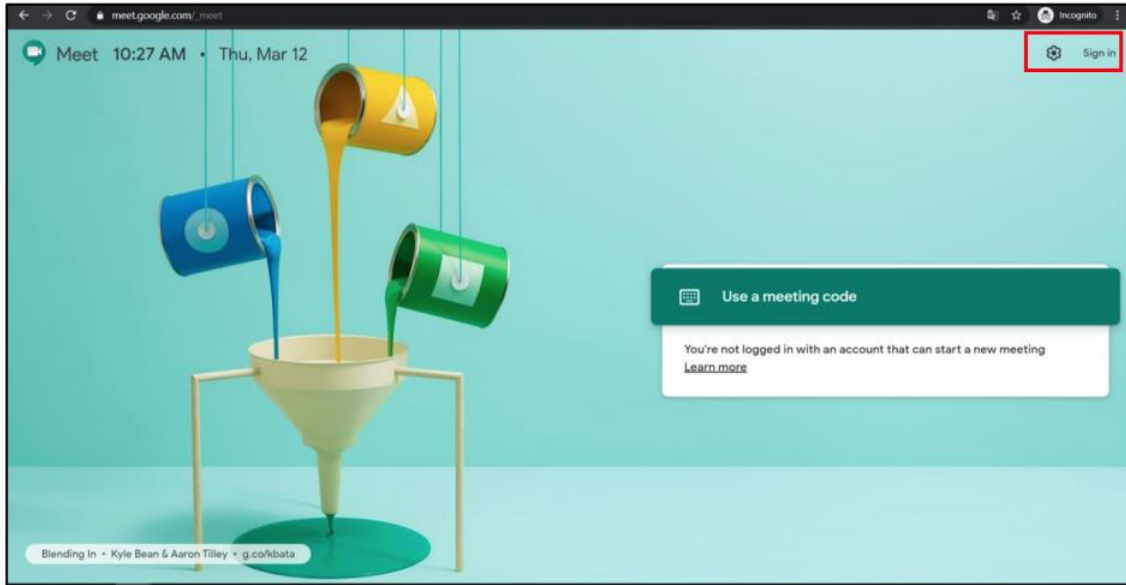 meet.google.com/_meet
Incognito
Meet 10:27 AM • Thu, Mar 12
Sign in
Use a meeting code
You're not logged in with an account that can start a new meeting
Learn more
Blending In • Kyle Bean & Aaron Tilley • g.co/kbata